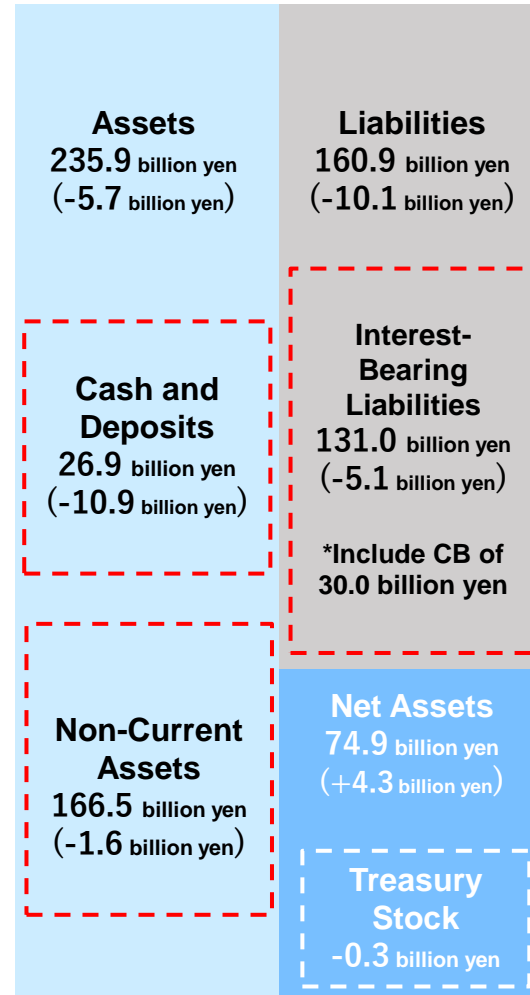 Assets
235.9 billion yen
(-5.7 billion yen)
Cash and
Deposits
26.9 billion yen
(-10.9 billion yen)
Non-Current
Assets
166.5 billion yen
(-1.6 billion yen)
Liabilities
160.9 billion yen
(-10.1 billion yen)
Interest-
Bearing
Liabilities
131.0 billion yen
(-5.1 billion yen)
*Include CB of
30.0 billion yen
Net Assets
74.9 billion yen
(+4.3 billion yen)
Treasury
Stock
-0.3 billion yen